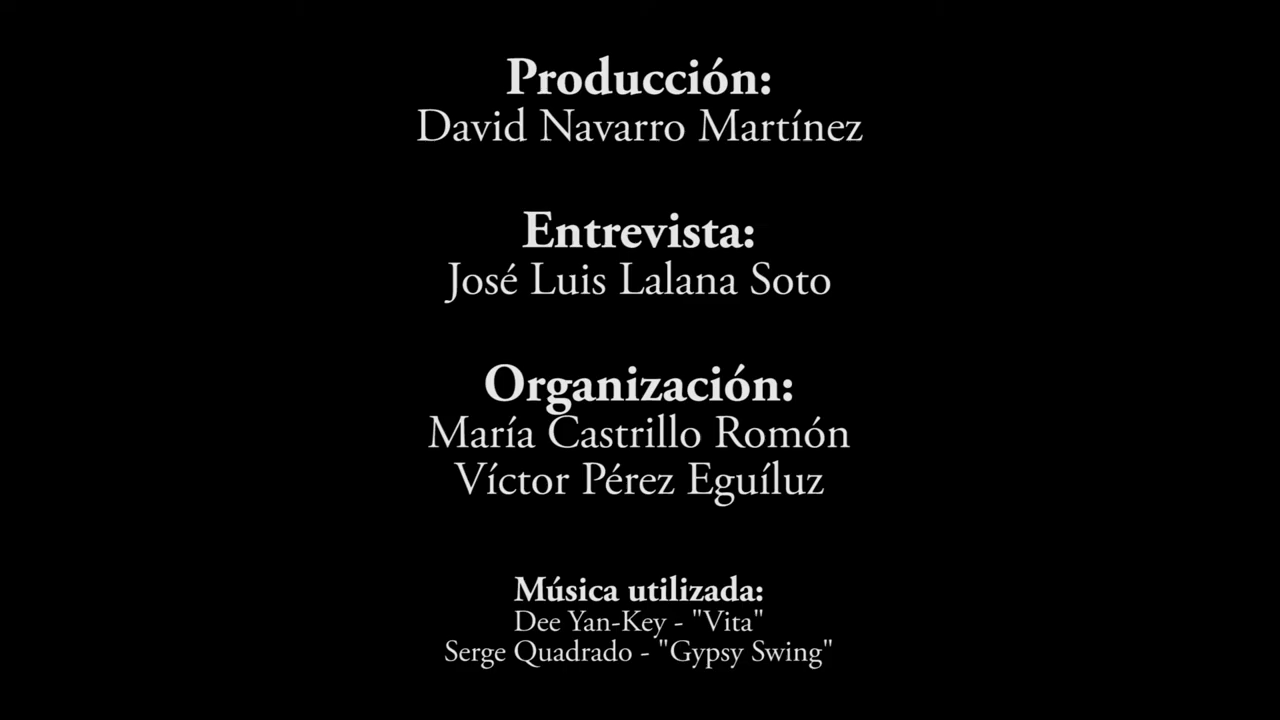 Producción:
David Navarro Martínez
Entrevista:
José Luis Lalana Soto
Organización:
María Castrillo Romón
Víctor Pérez Eguíluz
Música utilizada:
Dee Yan-Key - "Vita"
Serge Quadrado - "Gypsy Swing"